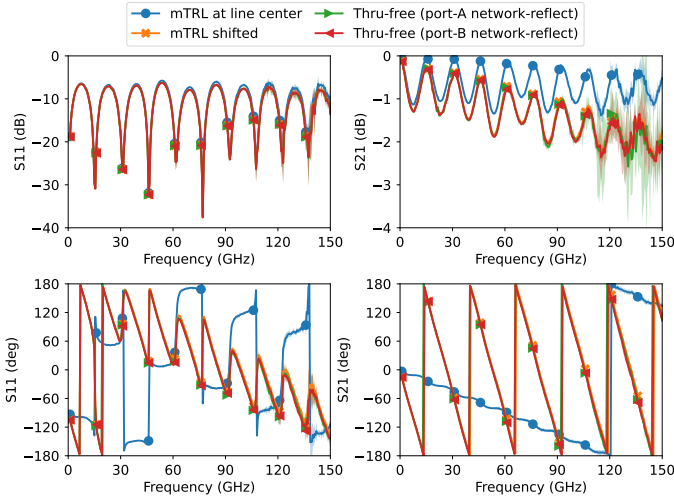 mTRL at line center
mTRL shifted
Thru-free (port-A network-reflect)
Thru-free (port-B network-reflect)
0
−10
−20
−30
−40
S11 (dB)
0 30 60 90 120 150
Frequency (GHz)
0
−1
−2
−3
−4
S21 (dB)
0 30 60 90 120 150
Frequency (GHz)
180
120
60
0
−60
−120
−180
S11 (deg)
0 30 60 90 120 150
Frequency (GHz)
180
120
60
0
−60
−120
−180
S21 (deg)
0 30 60 90 120 150
Frequency (GHz)